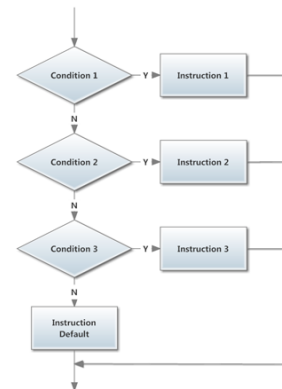 Condition 1
Y
Instruction 1
N
Condition 2
Y
Instruction 2
N
Condition 3
Y
Instruction 3
N
Instruction
Default